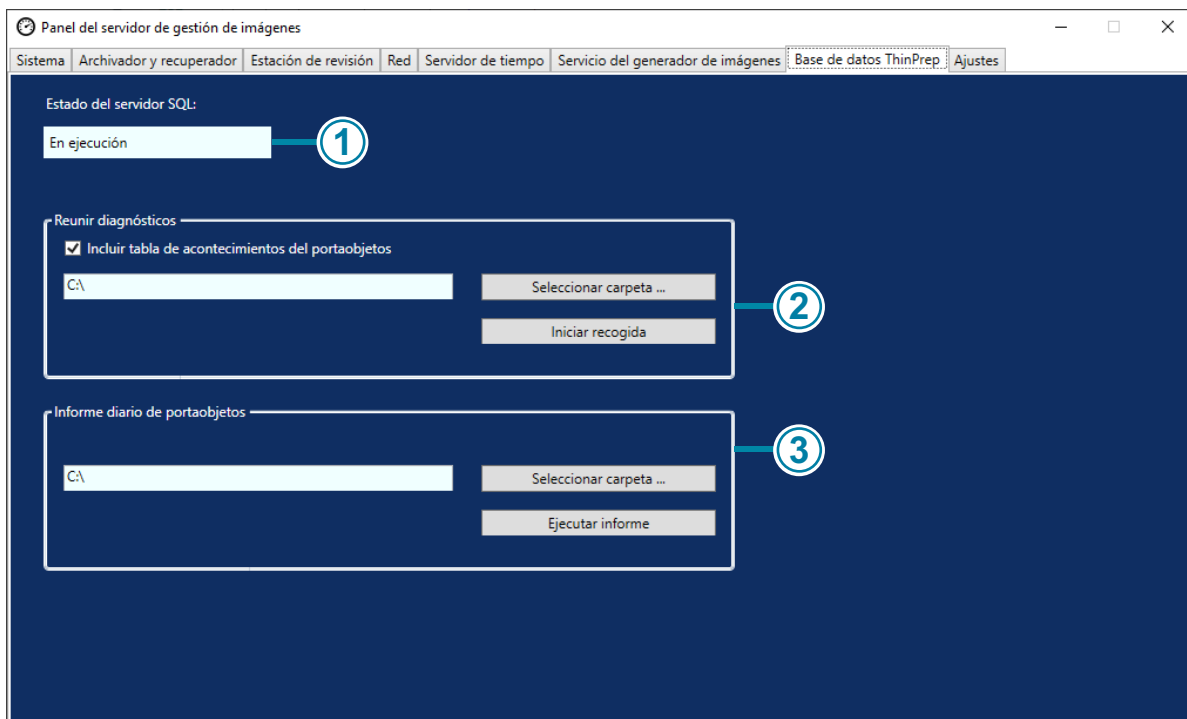 Panel del servidor de gestión de imágenes
Sistema Archivador y recuperador Estación de revisión Red Servidor de tiempo Servicio del generador de imágenes Base de datos ThinPrep Ajustes
Estado del servidor SQL:
En ejecución
1
Reunir diagnósticos
Incluir tabla de acontecimientos del portaobjetos
C:\ Seleccionar carpeta ...
2
Iniciar recogida
Informe diario de portaobjetos
3
C:\ Seleccionar carpeta ...
Ejecutar informe